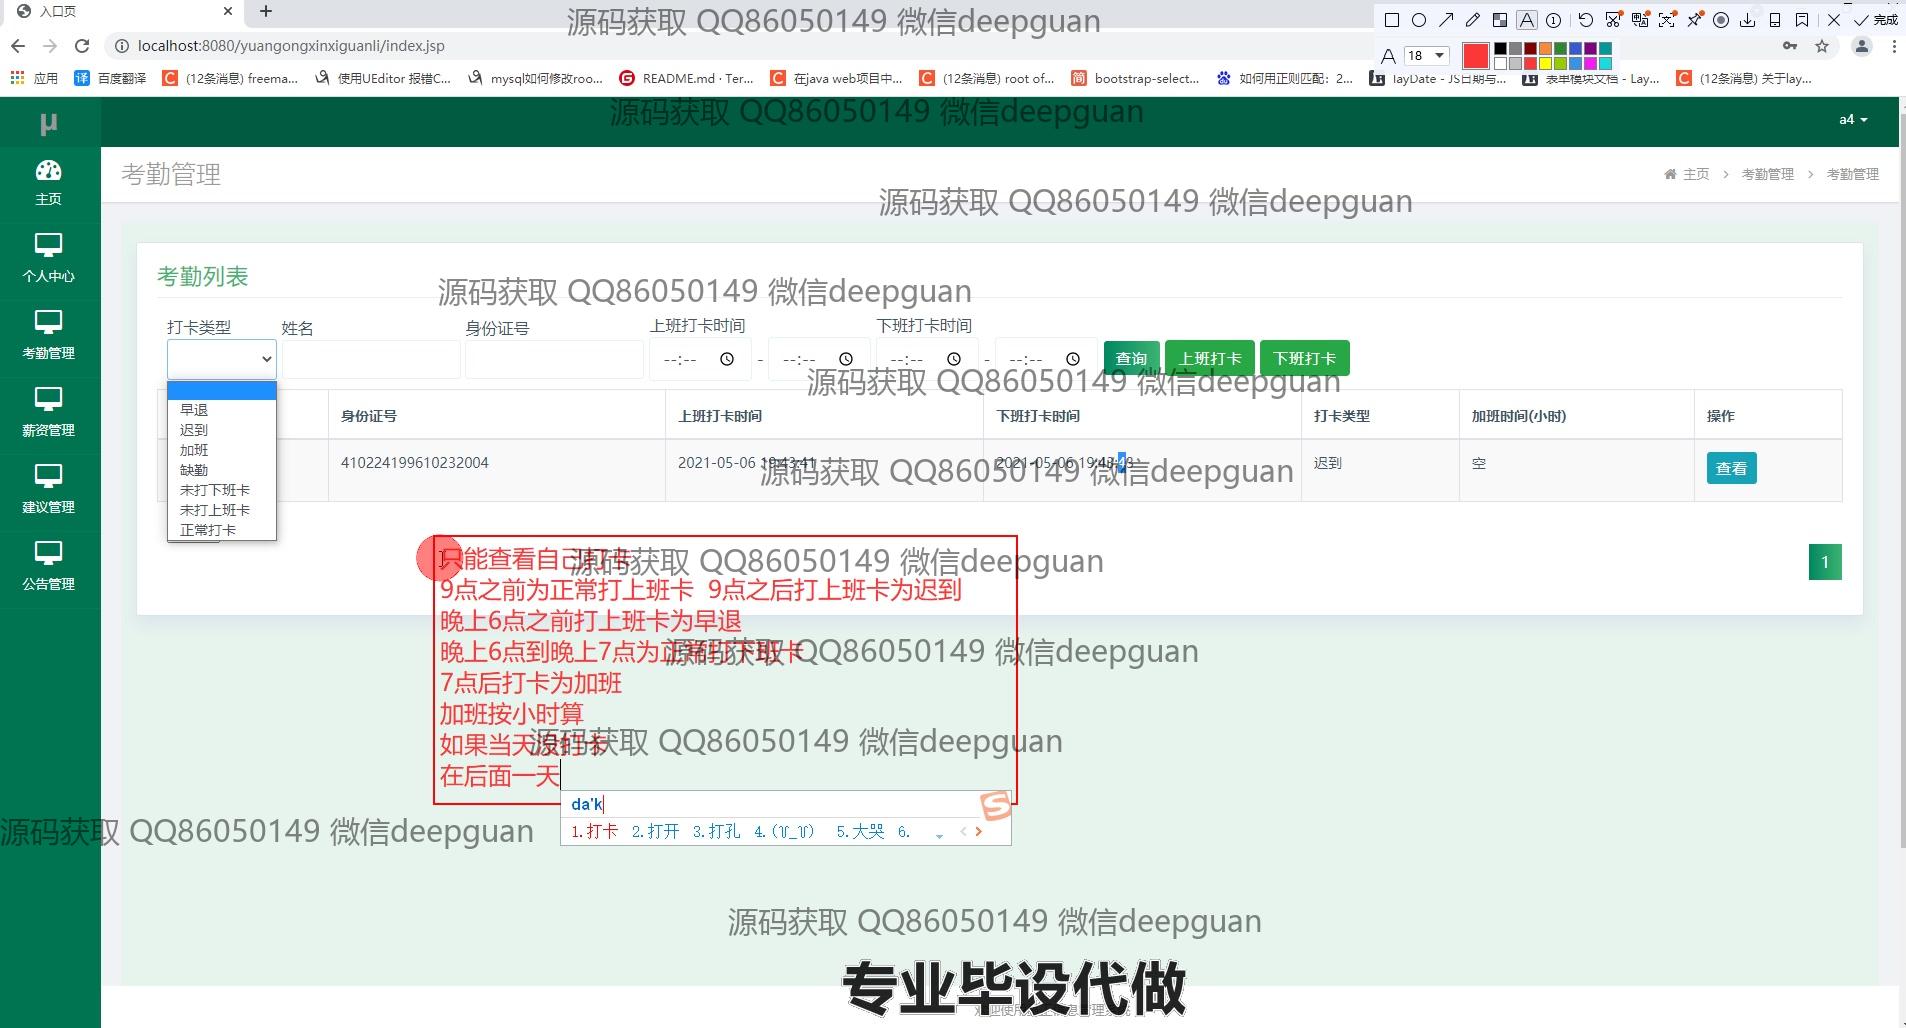 入口页
源码获取 QQ86050149 微信deepguan
完成
localhost:8080/yuangongxinxiguanli/index.jsp
18
应用
百度翻译
(12条消息) freema...
使用UEditor 报错C...
mysql如何修改roo...
README.md · Ter...
在java web项目中...
(12条消息) root of...
bootstrap-select...
如何用正则匹配：2...
layDate - JS日期与...
表单模块文档 - Lay...
(12条消息) 关于lay...
μ
源码获取 QQ86050149 微信deepguan
a4
主页
考勤管理
主页 > 考勤管理 > 考勤管理
源码获取 QQ86050149 微信deepguan
个人中心
考勤管理
薪资管理
建议管理
公告管理
考勤列表
源码获取 QQ86050149 微信deepguan
打卡类型
姓名
身份证号
上班打卡时间
下班打卡时间
--:-- - --:--
--:-- - --:--
查询
上班打卡
下班打卡
源码获取 QQ86050149 微信deepguan
早退
迟到
加班
缺勤
未打下班卡
未打上班卡
正常打卡
身份证号
上班打卡时间
下班打卡时间
打卡类型
加班时间(小时)
操作
410224199610232004
2021-05-06 19:43:41
2021-05-06 19:43:43
迟到
空
查看
源码获取 QQ86050149 微信deepguan
1
只能查看自己打卡
源码获取 QQ86050149 微信deepguan
9点之前为正常打上班卡 9点之后打上班卡为迟到
晚上6点之前打上班卡为早退
晚上6点到晚上7点为正常打下班卡
源码获取 QQ86050149 微信deepguan
7点后打卡为加班
加班按小时算
如果当天没打卡
源码获取 QQ86050149 微信deepguan
在后面一天
da'k
1.打卡 2.打开 3.打孔 5.大哭 6.
源码获取 QQ86050149 微信deepguan
源码获取 QQ86050149 微信deepguan
专业毕设代做